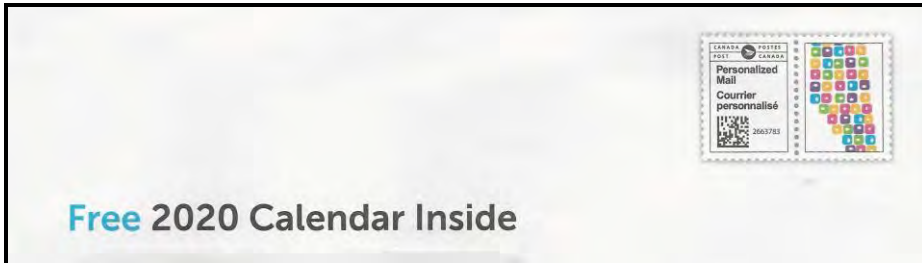 CANADA POSTES
POST CANADA
Personalized
Mail
Courrier
personnalisé
2663783
Free 2020 Calendar Inside